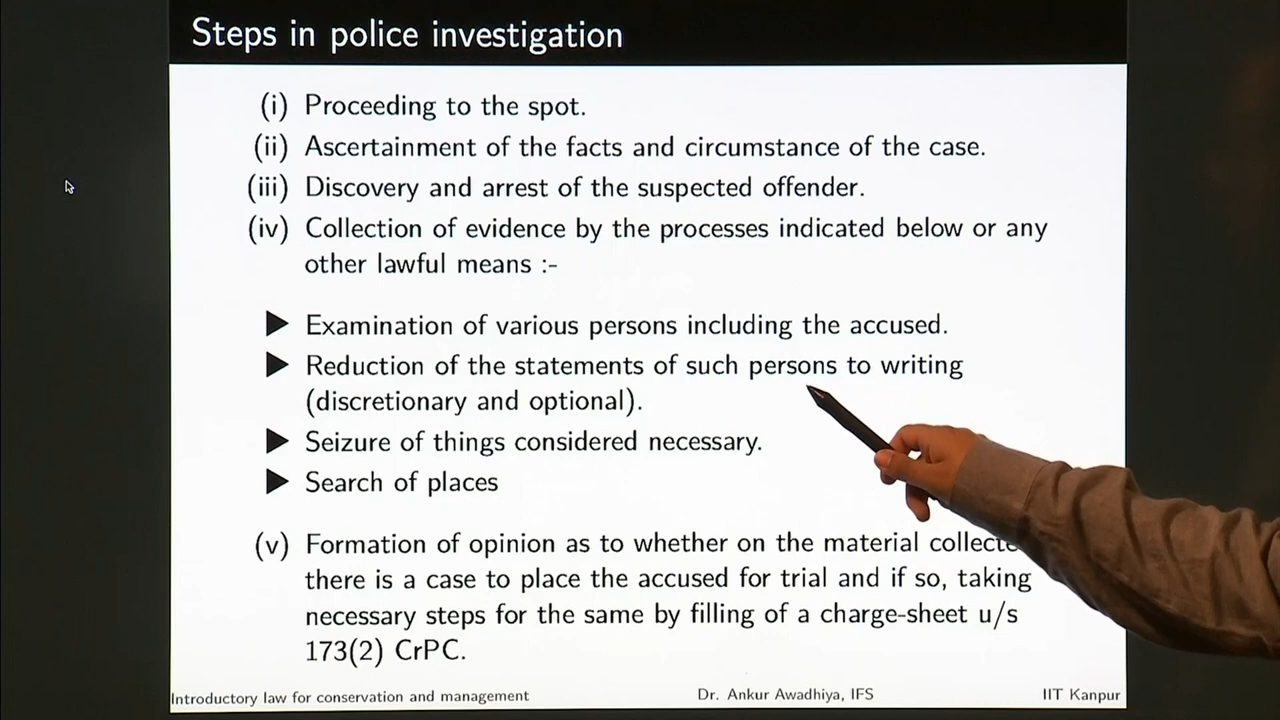 Steps in police investigation
(i) Proceeding to the spot.
(ii) Ascertainment of the facts and circumstance of the case.
(iii) Discovery and arrest of the suspected offender.
(iv) Collection of evidence by the processes indicated below or any
other lawful means :-
▶ Examination of various persons including the accused.
▶ Reduction of the statements of such persons to writing
(discretionary and optional).
▶ Seizure of things considered necessary.
▶ Search of places
(v) Formation of opinion as to whether on the material collecte
there is a case to place the accused for trial and if so, taking
necessary steps for the same by filling of a charge-sheet u/s
173(2) CrPC.
Introductory law for conservation and management Dr. Ankur Awadhiya, IFS IIT Kanpur